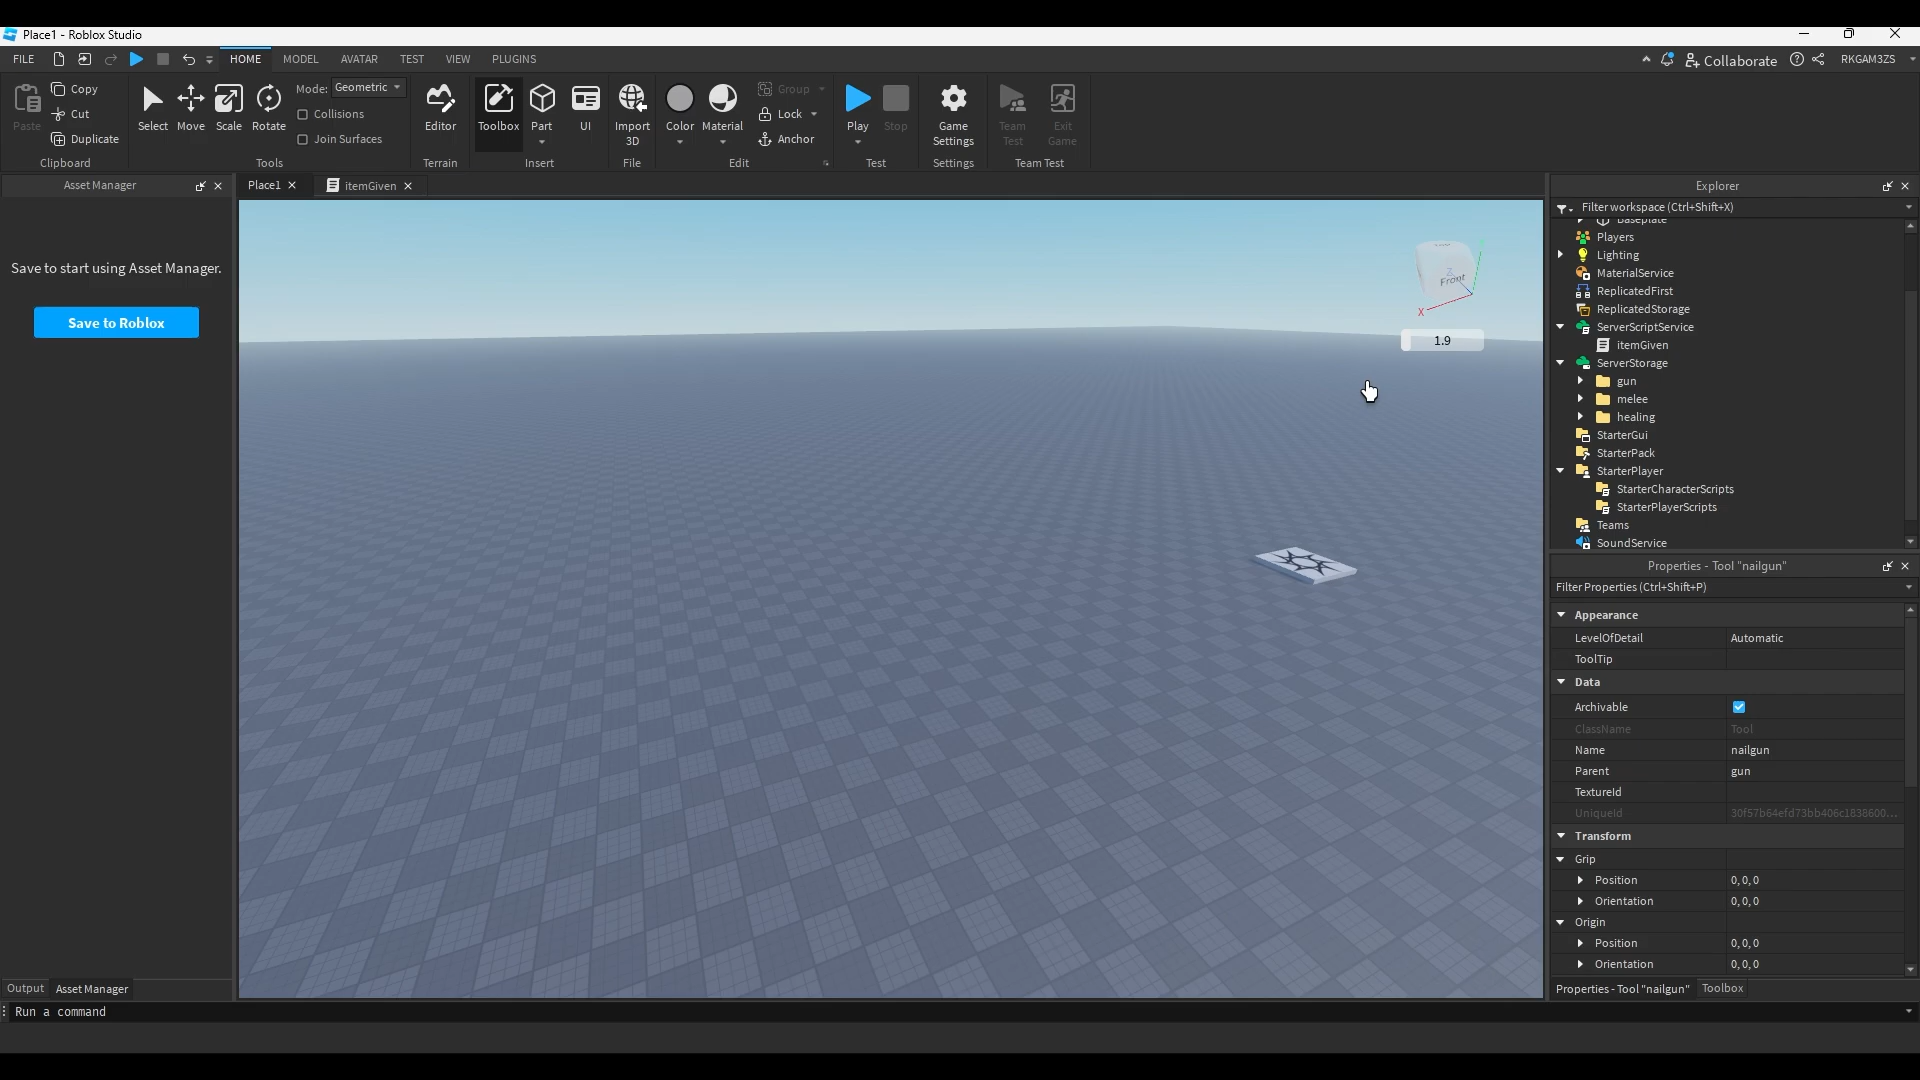 Place1 - Roblox Studio
FILE HOME MODEL AVATAR TEST VIEW PLUGINS Collaborate RKGAM3ZS
Paste Copy Cut Duplicate
Clipboard
Select Move Scale Rotate
Mode: Geometric
Collisions
Join Surfaces
Tools
Editor
Terrain
Toolbox Part UI
Insert
Import
3D
File
Color Material
Group
Lock
Anchor
Edit
Play Stop
Test
Game
Settings
Settings
Team
Test
Exit
Game
Team Test
Asset Manager
Save to start using Asset Manager.
Save to Roblox
Place1 itemGiven
Front
X
1.9
Explorer
Filter workspace (Ctrl+Shift+X)
Baseplate
Players
Lighting
MaterialService
ReplicatedFirst
ReplicatedStorage
ServerScriptService
itemGiven
ServerStorage
gun
melee
healing
StarterGui
StarterPack
StarterPlayer
StarterCharacterScripts
StarterPlayerScripts
Teams
SoundService
Properties - Tool "nailgun"
Filter Properties (Ctrl+Shift+P)
Appearance
LevelOfDetail Automatic
ToolTip
Data
Archivable
ClassName Tool
Name nailgun
Parent gun
TextureId
UniqueId 30f57b64efd73bb406c1838600...
Transform
Grip
Position 0, 0, 0
Orientation 0, 0, 0
Origin
Position 0, 0, 0
Orientation 0, 0, 0
Output Asset Manager
Properties - Tool "nailgun" Toolbox
Run a command